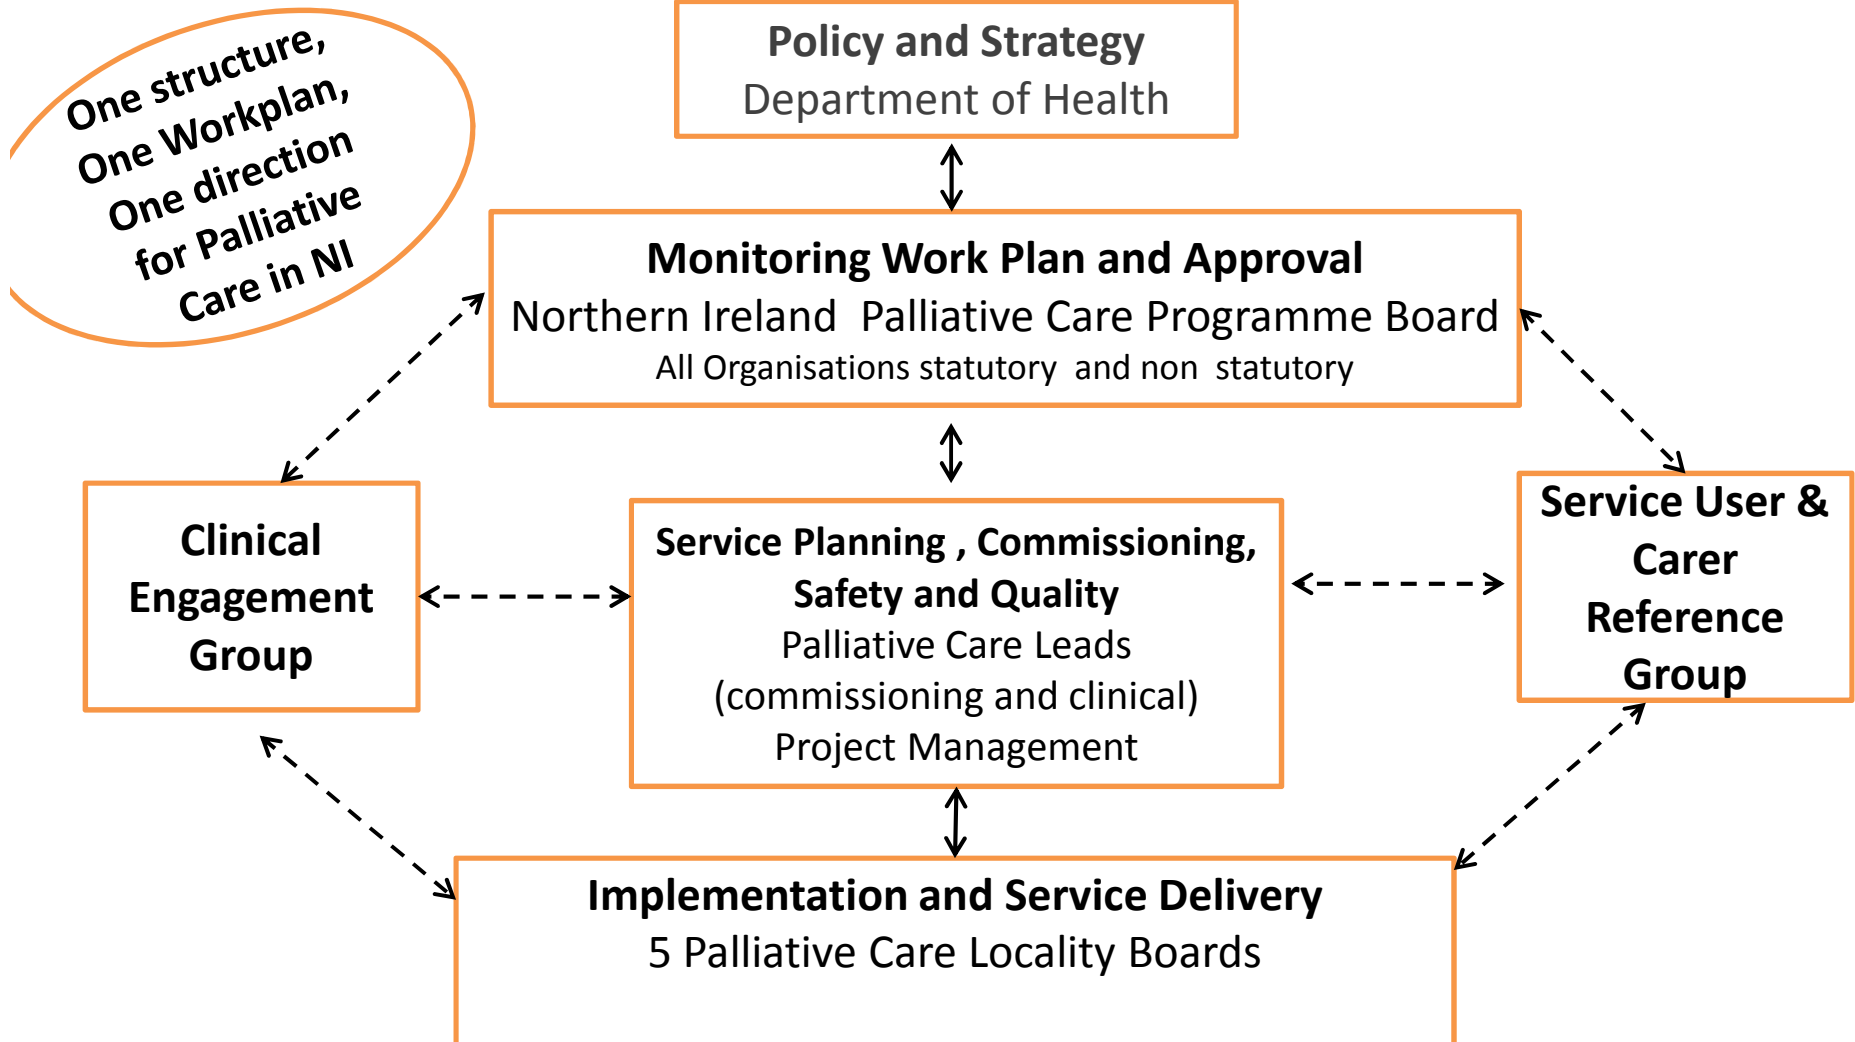 One structure,
One Workplan,
One direction
for Palliative
Care in NI
Policy and Strategy
Department of Health
Monitoring Work Plan and Approval
Northern Ireland Palliative Care Programme Board
All Organisations statutory and non statutory
Clinical
Engagement
Group
Service Planning , Commissioning,
Safety and Quality
Palliative Care Leads
(commissioning and clinical)
Project Management
Service User &
Carer
Reference
Group
Implementation and Service Delivery
5 Palliative Care Locality Boards